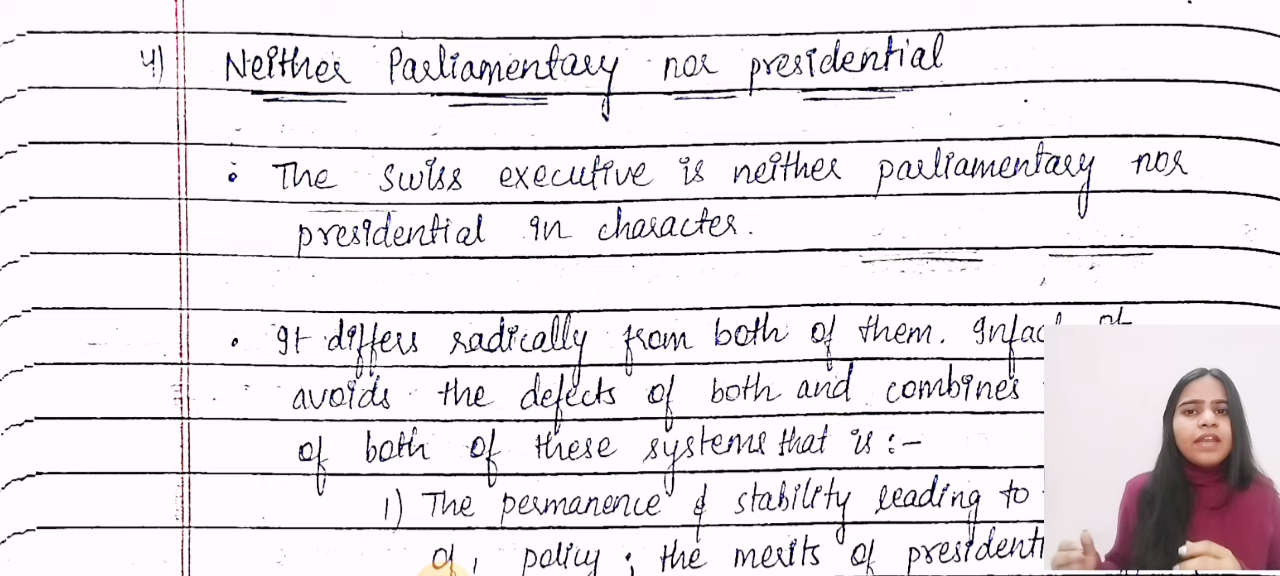 4) Neither Parliamentary nor presidential
• The swiss executive is neither parliamentary nor
presidential in character.
• It differs radically from both of them. Infact
avoids the defects of both and combines
of both of these systems that is :-
1) The permanence & stability leading to
of, policy ; the merits of